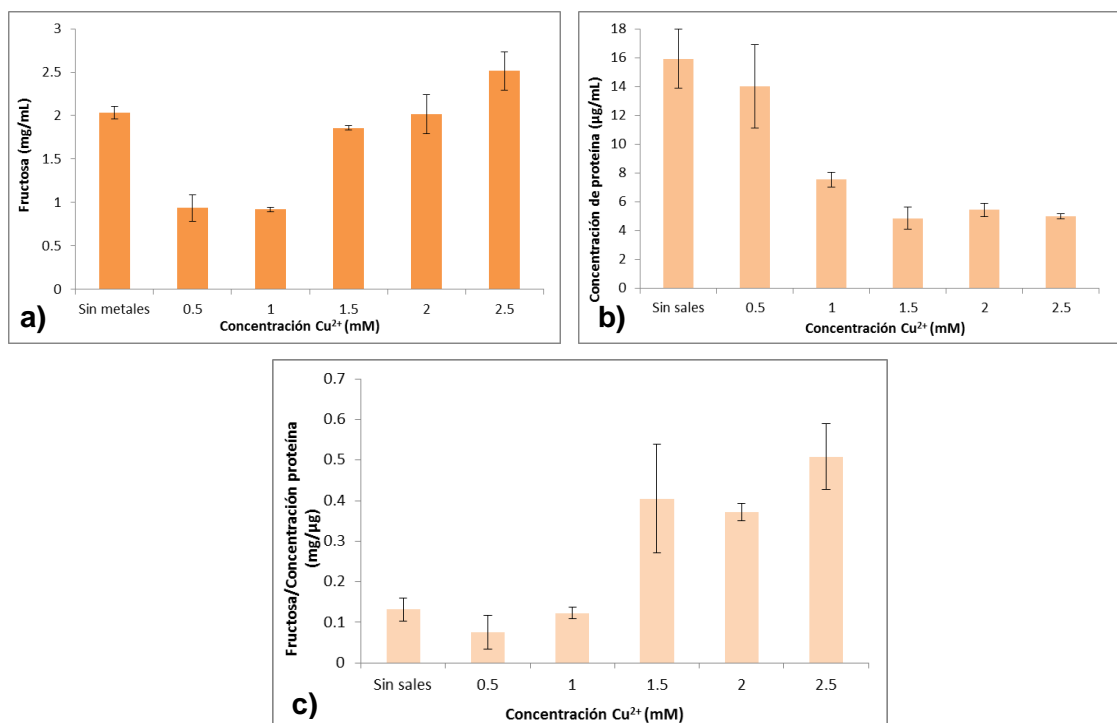 3
2.5
2
1.5
1
0.5
0
Fructosa (mg/mL)
Sin metales 0.5 1 1.5 2 2.5
Concentración Cu²⁺ (mM)
a)
18
16
14
12
10
8
6
4
2
0
Concentración de proteína (µg/mL)
Sin sales 0.5 1 1.5 2 2.5
Concentración Cu²⁺ (mM)
b)
0.7
0.6
0.5
0.4
0.3
0.2
0.1
0
Fructosa/Concentración proteína
(mg/µg)
Sin sales 0.5 1 1.5 2 2.5
Concentración Cu²⁺ (mM)
c)